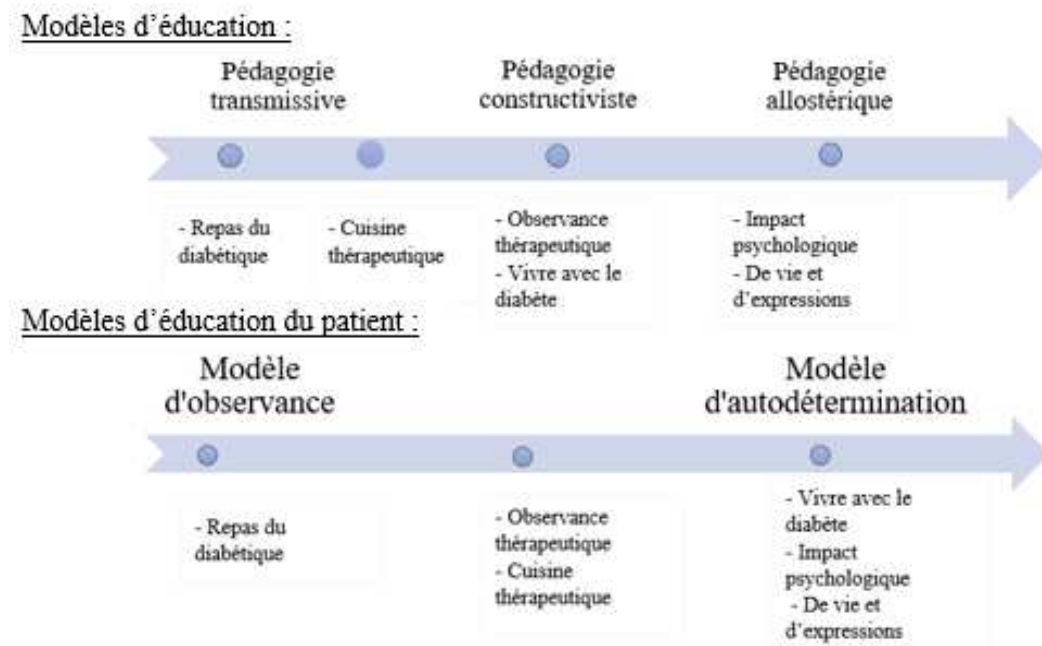 Modèles d'éducation :
Pédagogie
transmissive
Pédagogie
constructiviste
Pédagogie
allostérique
- Repas du
diabétique
- Cuisine
thérapeutique
- Observance
thérapeutique
- Vivre avec le
diabète
- Impact
psychologique
- De vie et
d'expressions
Modèles d'éducation du patient :
Modèle
d'observance
Modèle
d'autodétermination
- Repas du
diabétique
- Observance
thérapeutique
- Cuisine
thérapeutique
- Vivre avec le
diabète
- Impact
psychologique
- De vie et
d'expressions